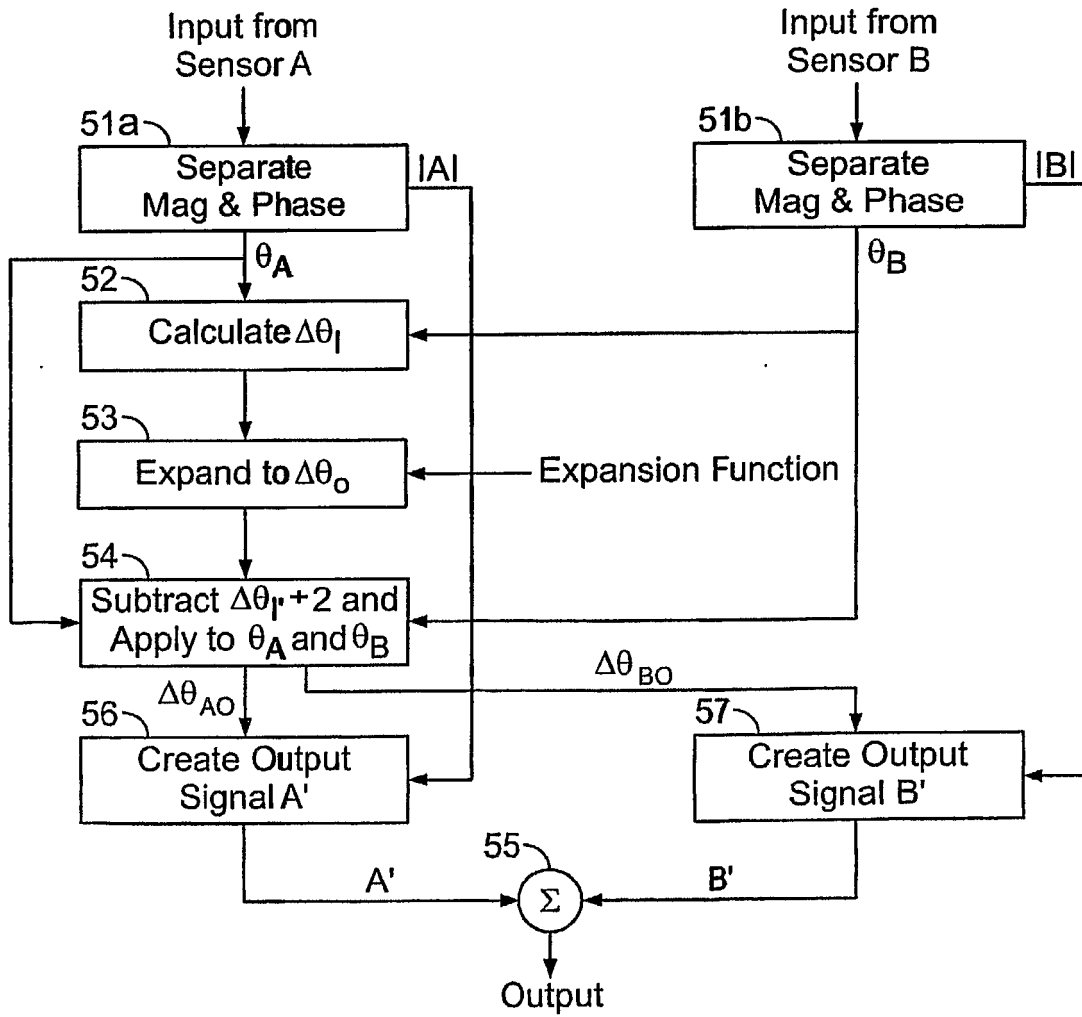 Input from
Sensor A
Input from
Sensor B
51a
51b
Separate
Mag & Phase
|A|
Separate
Mag & Phase
|B|
θA
θB
52
Calculate ΔθI
53
Expand to Δθo
Expansion Function
54
Subtract ΔθI' +2 and
Apply to θA and θB
ΔθAO
ΔθBO
56
57
Create Output
Signal A'
Create Output
Signal B'
55
A'
Σ
B'
Output